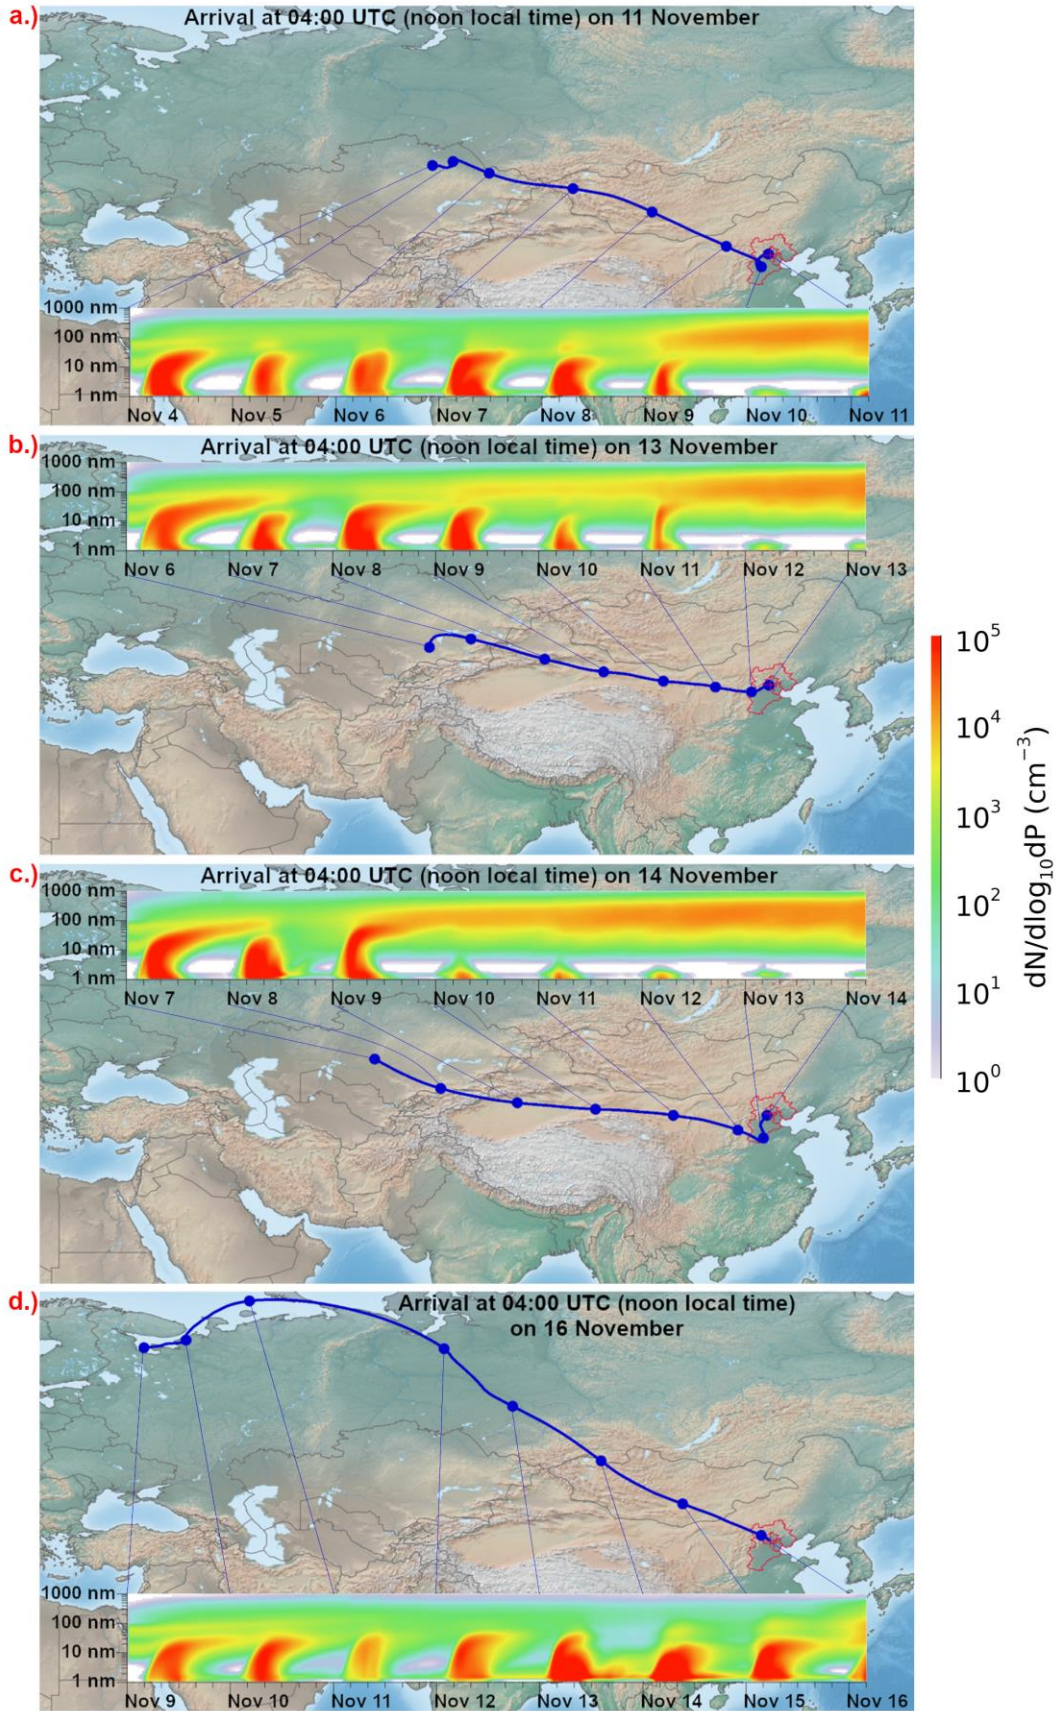 a.)
Arrival at 04:00 UTC (noon local time) on 11 November
1000 nm
100 nm
10 nm
1 nm
Nov 4 Nov 5 Nov 6 Nov 7 Nov 8 Nov 9 Nov 10 Nov 11
b.)
Arrival at 04:00 UTC (noon local time) on 13 November
1000 nm
100 nm
10 nm
1 nm
Nov 6 Nov 7 Nov 8 Nov 9 Nov 10 Nov 11 Nov 12 Nov 13
c.)
Arrival at 04:00 UTC (noon local time) on 14 November
1000 nm
100 nm
10 nm
1 nm
Nov 7 Nov 8 Nov 9 Nov 10 Nov 11 Nov 12 Nov 13 Nov 14
d.)
Arrival at 04:00 UTC (noon local time)
on 16 November
1000 nm
100 nm
10 nm
1 nm
Nov 9 Nov 10 Nov 11 Nov 12 Nov 13 Nov 14 Nov 15 Nov 16
10⁵
10⁴
10³
10²
10¹
10⁰
dN/dlog₁₀dP (cm⁻³)